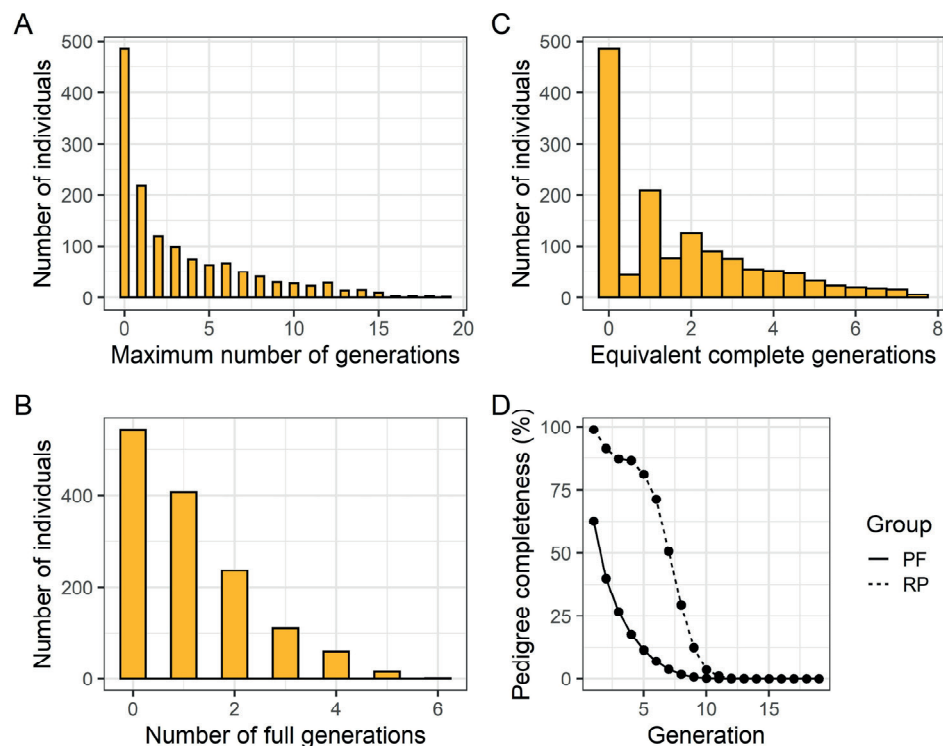 A
Number of individuals
500
400
300
200
100
0
0 5 10 15 20
Maximum number of generations
C
Number of individuals
500
400
300
200
100
0
0 2 4 6 8
Equivalent complete generations
B
Number of individuals
400
200
0
0 2 4 6
Number of full generations
D
Pedigree completeness (%)
100
75
50
25
0
5 10 15
Generation
Group
PF
RP